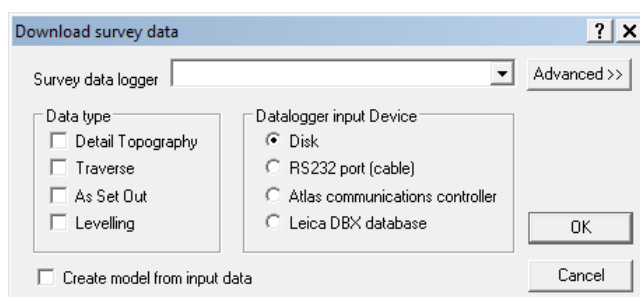 Download survey data
?
Survey data logger
Advanced >>
Data type
Detail Topography
Traverse
As Set Out
Levelling
Datalogger input Device
Disk
RS232 port (cable)
Atlas communications controller
Leica DBX database
OK
Create model from input data
Cancel